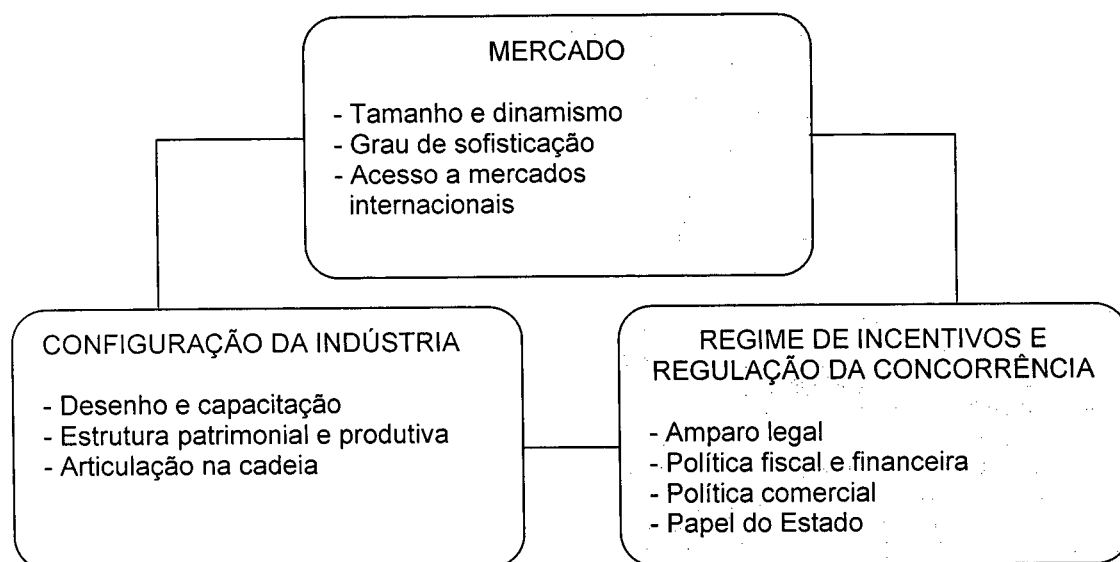 MERCADO
- Tamanho e dinamismo
- Grau de sofisticação
- Acesso a mercados
internacionais
CONFIGURAÇÃO DA INDÚSTRIA
- Desenho e capacitação
- Estrutura patrimonial e produtiva
- Articulação na cadeia
REGIME DE INCENTIVOS E
REGULAÇÃO DA CONCORRÊNCIA
- Amparo legal
- Política fiscal e financeira
- Política comercial
- Papel do Estado